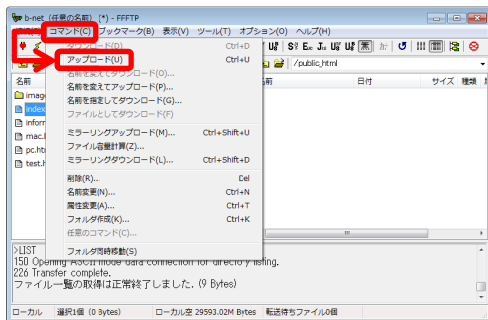 b-net (任意の名前) (*) - FFFTP
コマンド(C) ブックマーク(B) 表示(V) ツール(T) オプション(O) ヘルプ(H)
ダウンロード(D) Ctrl+D
アップロード(U) Ctrl+U
名前を変えてダウンロード(O)...
名前を変えてアップロード(P)...
名前を指定してダウンロード(G)...
ファイルとしてダウンロード(F)
ミラーリングアップロード(M)... Ctrl+Shift+U
ファイル容量計算(Z)...
ミラーリングダウンロード(L)... Ctrl+Shift+D
削除(R)... Del
名前変更(N)... Ctrl+N
属性変更(A)... Ctrl+T
フォルダ作成(K)... Ctrl+K
任意のコマンド(C)...
フォルダ同時移動(S)
/public_html
名前
imag
index
inform
mac.
pc.ht
test.h
名前 日付 サイズ 種類
>LIST
150 Opening ASCII mode data connection for directory listing.
226 Transfer complete.
ファイル一覧の取得は正常終了しました. (9 Bytes)
ローカル 選択1個 (0 Bytes) ローカル空 29593.02M Bytes 転送待ちファイル0個